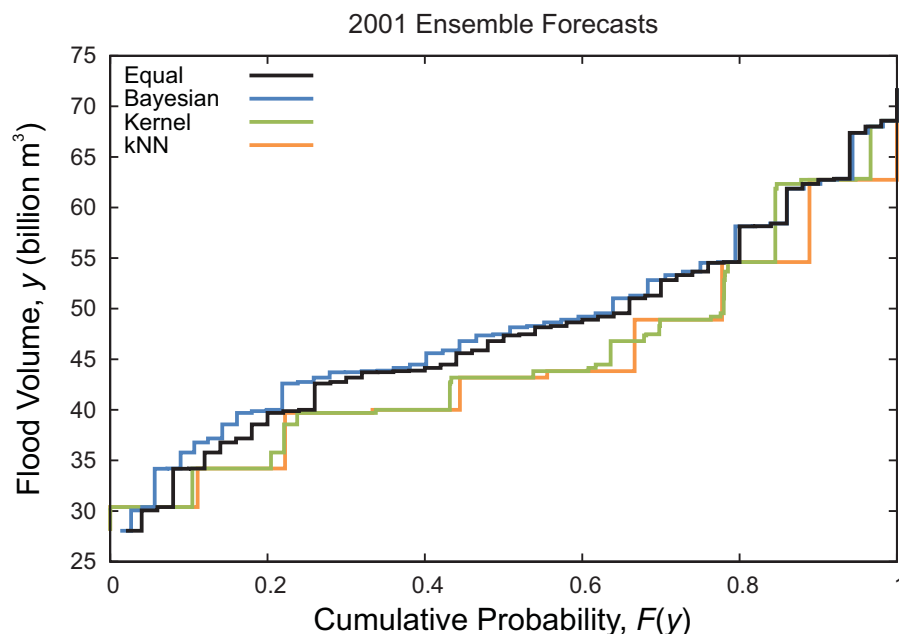 2001 Ensemble Forecasts
Flood Volume, y (billion m³)
75
70
65
60
55
50
45
40
35
30
25
Equal
Bayesian
Kernel
kNN
0 0.2 0.4 0.6 0.8 1
Cumulative Probability, F(y)